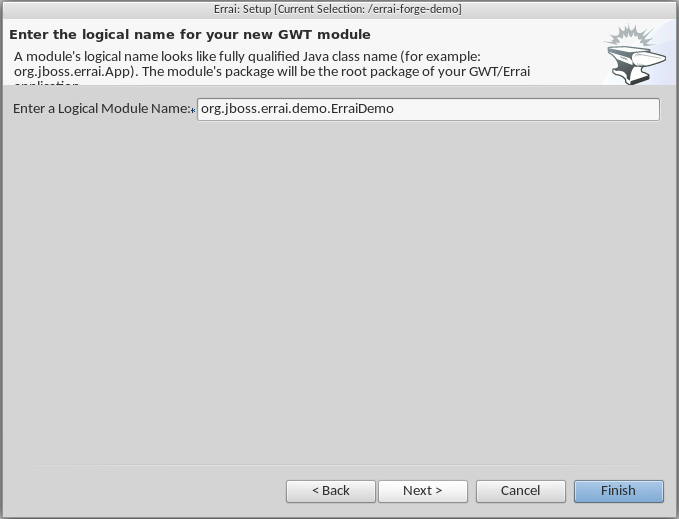 Errai: Setup [Current Selection: /errai-forge-demo]
Enter the logical name for your new GWT module
A module's logical name looks like fully qualified Java class name (for example:
org.jboss.errai.App). The module's package will be the root package of your GWT/Errai
application.
Enter a Logical Module Name:* org.jboss.errai.demo.ErraiDemo
< Back Next > Cancel Finish